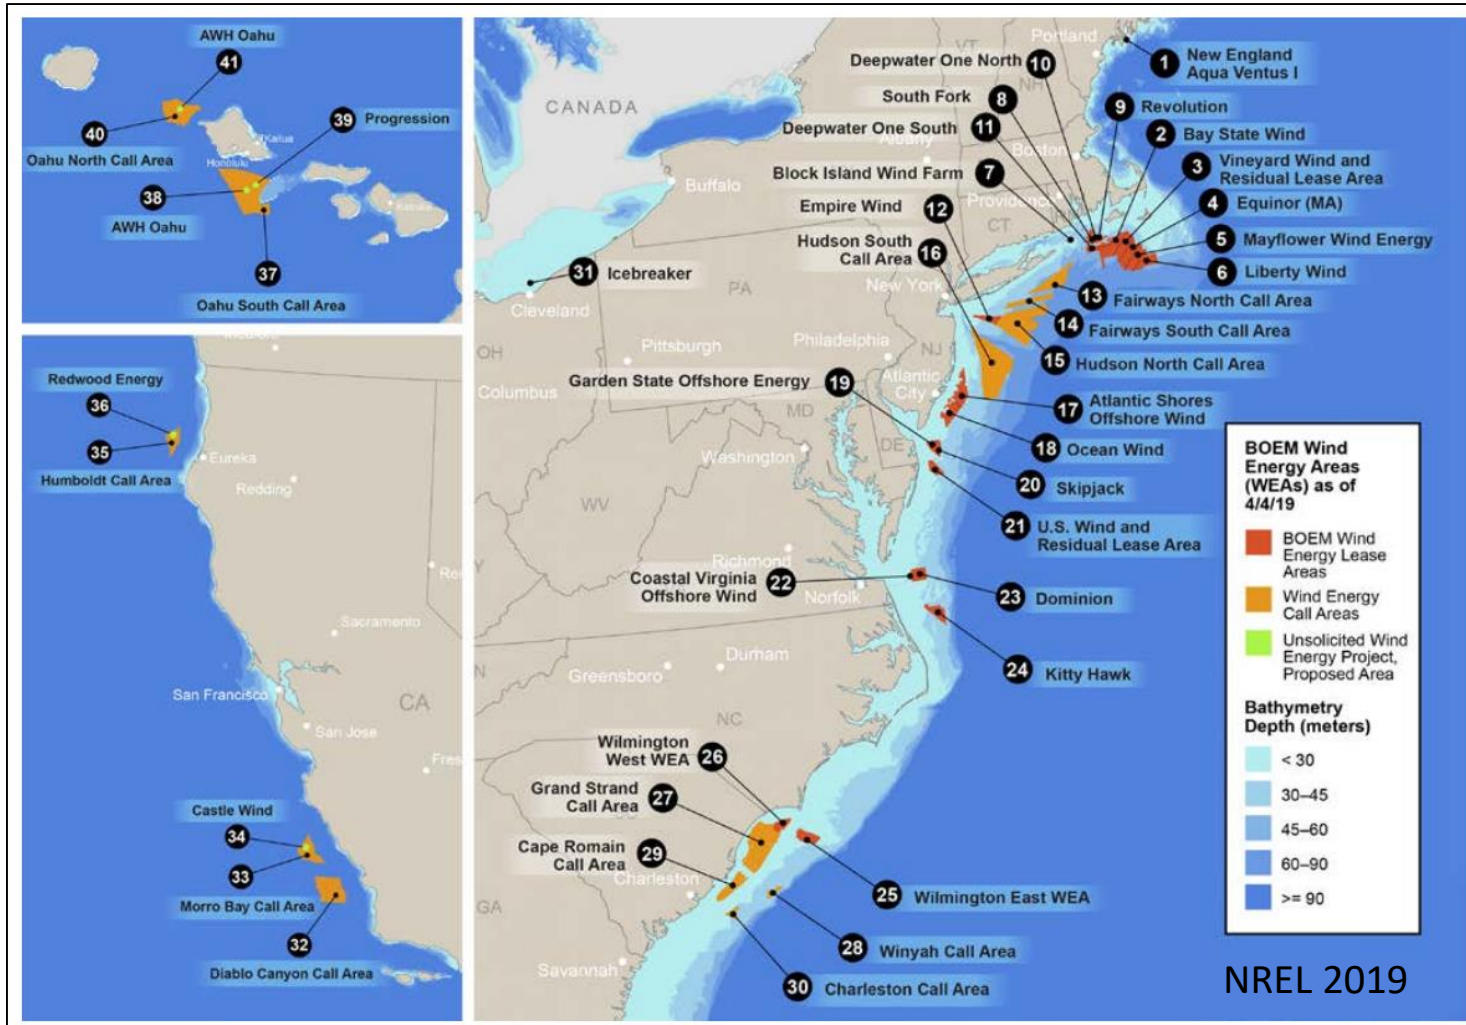 AWH Oahu
41
39 Progression
40
Oahu North Call Area
Kailua
Honolulu
38
AWH Oahu
Kahului
37
Oahu South Call Area
Redwood Energy
36
35
Humboldt Call Area
Eureka
Redding
Sacramento
San Francisco
CA
San Jose
Fres
Castle Wind
34
33
Morro Bay Call Area
32
Diablo Canyon Call Area
CANADA
Portland
VT
NH
Deepwater One North 10
1 New England
Aqua Ventus I
South Fork 8
9 Revolution
Deepwater One South 11
Albany
Boston
2 Bay State Wind
Block Island Wind Farm 7
3 Vineyard Wind and
Residual Lease Area
Buffalo
Providence
Empire Wind 12
CT
RI
4 Equinor (MA)
Hudson South
Call Area 16
5 Mayflower Wind Energy
6 Liberty Wind
31 Icebreaker
Cleveland
PA
New York
13 Fairways North Call Area
14 Fairways South Call Area
OH
Pittsburgh
Philadelphia
NJ
15 Hudson North Call Area
Columbus
Garden State Offshore Energy 19
Atlantic
City
17 Atlantic Shores
Offshore Wind
MD
DE
Washington
18 Ocean Wind
20 Skipjack
WV
21 U.S. Wind and
Residual Lease Area
Richmond
Coastal Virginia
Offshore Wind 22
Norfolk
23 Dominion
24 Kitty Hawk
Durham
Greensboro
NC
Wilmington
West WEA 26
Grand Strand
Call Area 27
Cape Romain
Call Area 29
Charleston
GA
25 Wilmington East WEA
28 Winyah Call Area
Savannah
30 Charleston Call Area
BOEM Wind
Energy Areas
(WEAs) as of
4/4/19
BOEM Wind
Energy Lease
Areas
Wind Energy
Call Areas
Unsolicited Wind
Energy Project,
Proposed Area
Bathymetry
Depth (meters)
< 30
30–45
45–60
60–90
>= 90
NREL 2019